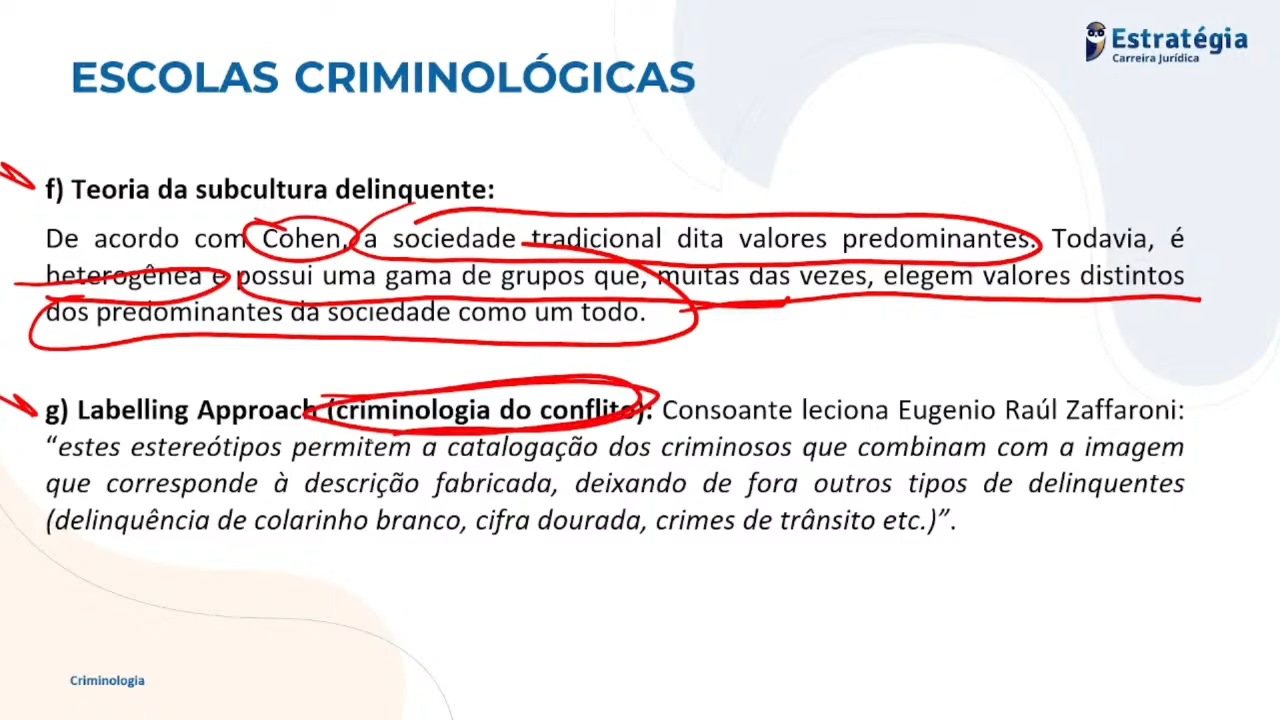 Estratégia
Carreira Jurídica
ESCOLAS CRIMINOLÓGICAS
f) Teoria da subcultura delinquente:
De acordo com Cohen, a sociedade tradicional dita valores predominantes. Todavia, é
heterogênea e possui uma gama de grupos que, muitas das vezes, elegem valores distintos
dos predominantes da sociedade como um todo.
g) Labelling Approach (criminologia do conflito): Consoante leciona Eugenio Raúl Zaffaroni:
“estes estereótipos permitem a catalogação dos criminosos que combinam com a imagem
que corresponde à descrição fabricada, deixando de fora outros tipos de delinquentes
(delinquência de colarinho branco, cifra dourada, crimes de trânsito etc.)”.
Criminologia